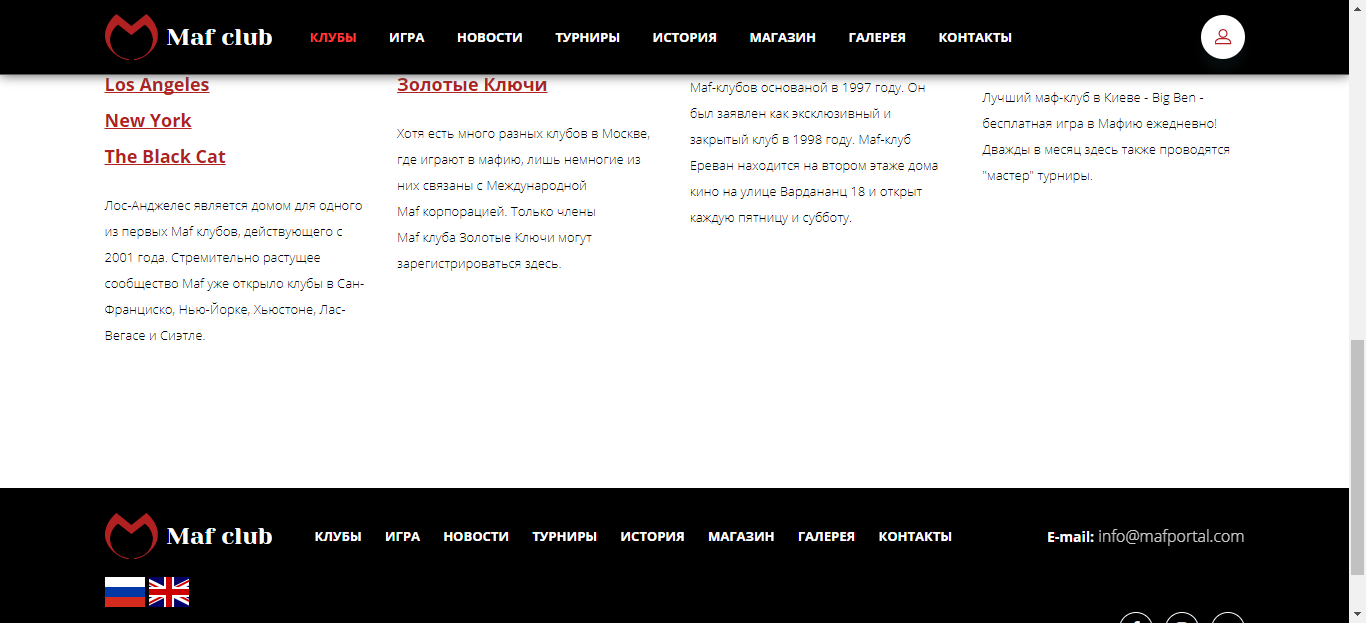 Maf club
КЛУБЫ ИГРА НОВОСТИ ТУРНИРЫ ИСТОРИЯ МАГАЗИН ГАЛЕРЕЯ КОНТАКТЫ
Los Angeles
New York
The Black Cat
Лос-Анджелес является домом для одного
из первых Maf клубов, действующего с
2001 года. Стремительно растущее
сообщество Maf уже открыло клубы в Сан-
Франциско, Нью-Йорке, Хьюстоне, Лас-
Вегасе и Сиэтле.
Золотые Ключи
Хотя есть много разных клубов в Москве,
где играют в мафию, лишь немногие из
них связаны с Международной
Maf корпорацией. Только члены
Maf клуба Золотые Ключи могут
зарегистрироваться здесь.
Maf-клубов основаной в 1997 году. Он
был заявлен как эксклюзивный и
закрытый клуб в 1998 году. Maf-клуб
Ереван находится на втором этаже дома
кино на улице Вардананц 18 и открыт
каждую пятницу и субботу.
Лучший маф-клуб в Киеве - Big Ben -
бесплатная игра в Мафию ежедневно!
Дважды в месяц здесь также проводятся
"мастер" турниры.
Maf club
КЛУБЫ ИГРА НОВОСТИ ТУРНИРЫ ИСТОРИЯ МАГАЗИН ГАЛЕРЕЯ КОНТАКТЫ
E-mail: info@mafportal.com